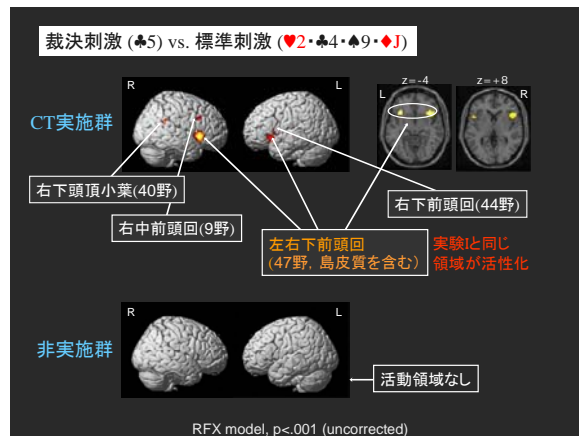 裁決刺激 (♣5) vs. 標準刺激 (♥2・♣4・♠9・♦J)
R
L
z=-4
z=+8
L
R
CT実施群
右下頭頂小葉(40野)
右中前頭回(9野)
右下前頭回(44野)
左右下前頭回
(47野, 島皮質を含む)
実験Iと同じ
領域が活性化
R
L
非実施群
活動領域なし
RFX model, p<.001 (uncorrected)